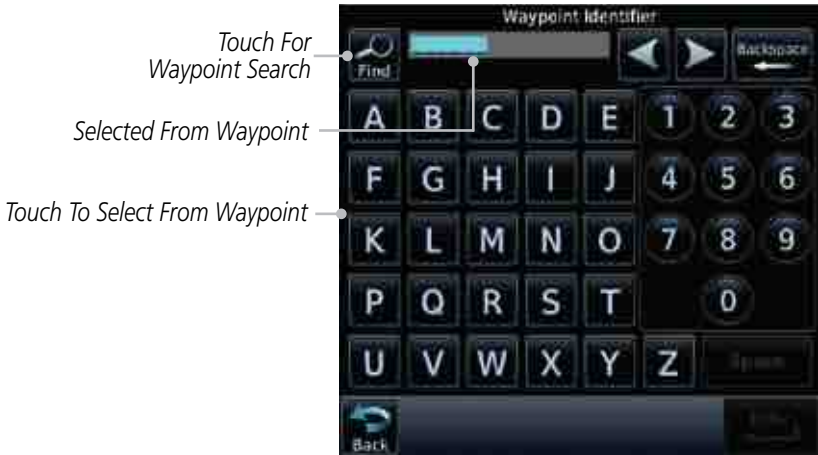 Waypoint Identifier
Touch For
Waypoint Search
Find
Backspace
Selected From Waypoint
A B C D E 1 2 3
F G H I J 4 5 6
Touch To Select From Waypoint
K L M N O 7 8 9
P Q R S T 0
U V W X Y Z Space
Back